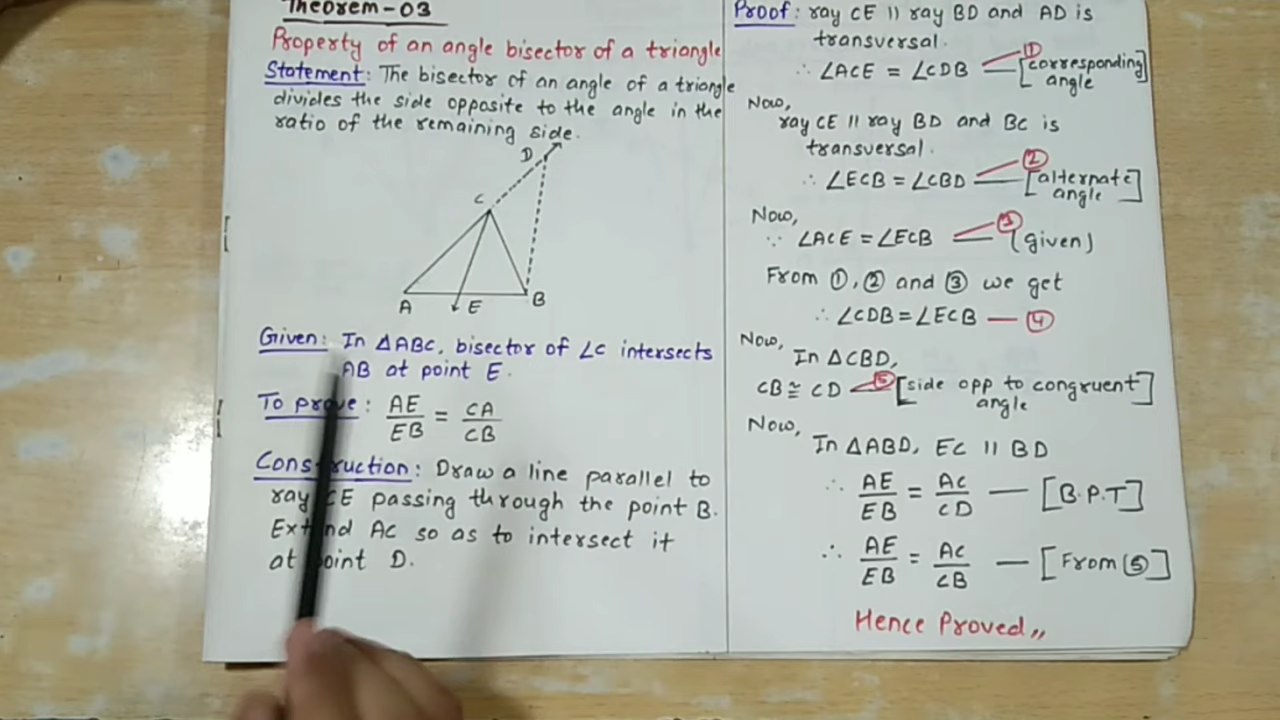 Theorem-03
Property of an angle bisector of a triangle
Statement: The bisector of an angle of a triangle
divides the side opposite to the angle in the
ratio of the remaining side.
D
C
A E B
Given: In ΔABC, bisector of ∠C intersects
AB at point E.
To prove: AE/EB = CA/CB
Construction: Draw a line parallel to
ray CE passing through the point B.
Extend AC so as to intersect it
at point D.
Proof: ray CE || ray BD and AD is
transversal.
∴ ∠ACE = ∠CDB — ① [corresponding
angle]
Now,
ray CE || ray BD and BC is
transversal.
∴ ∠ECB = ∠CBD — ② [alternate
angle]
Now,
∵ ∠ACE = ∠ECB — ③ (given)
From ①, ② and ③ we get
∴ ∠CDB = ∠ECB — ④
Now,
In ΔCBD,
CB ≅ CD — ⑤ [side opp to congruent
angle]
Now,
In ΔABD, EC || BD
∴ AE/EB = AC/CD — [B.P.T]
∴ AE/EB = AC/CB — [From ⑤]
Hence Proved,,